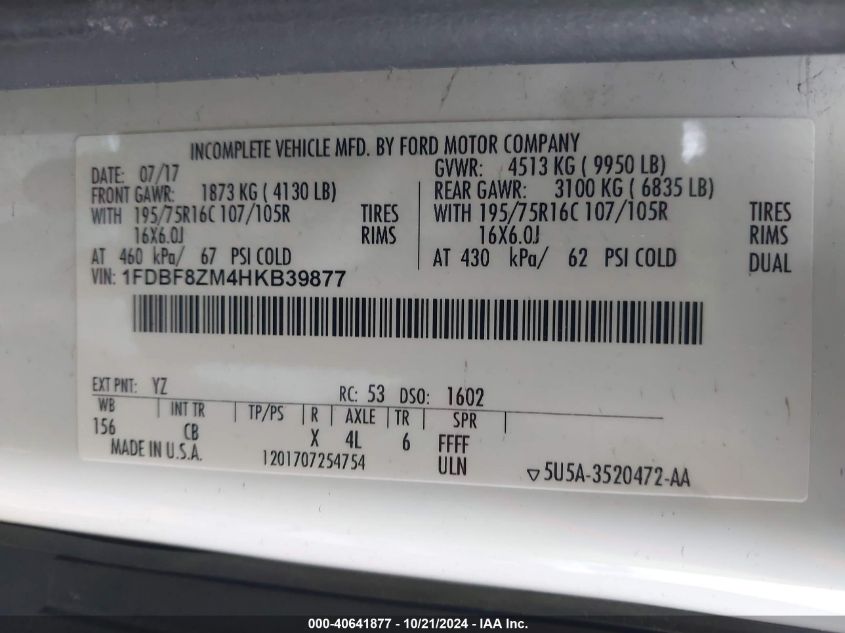 INCOMPLETE VEHICLE MFD. BY FORD MOTOR COMPANY
DATE: 07/17 GVWR: 4513 KG ( 9950 LB)
FRONT GAWR: 1873 KG ( 4130 LB) REAR GAWR: 3100 KG ( 6835 LB)
WITH 195/75R16C 107/105R TIRES WITH 195/75R16C 107/105R TIRES
16X6.0J RIMS 16X6.0J RIMS
AT 460 kPa/ 67 PSI COLD AT 430 kPa/ 62 PSI COLD DUAL
VIN: 1FDBF8ZM4HKB39877
EXT PNT: YZ RC: 53 DSO: 1602
WB INT TR TP/PS R AXLE TR SPR
156 CB X 4L 6 FFFF
MADE IN U.S.A. 1201707254754 ULN ▽5U5A-3520472-AA
000-40641877 - 10/21/2024 - IAA Inc.